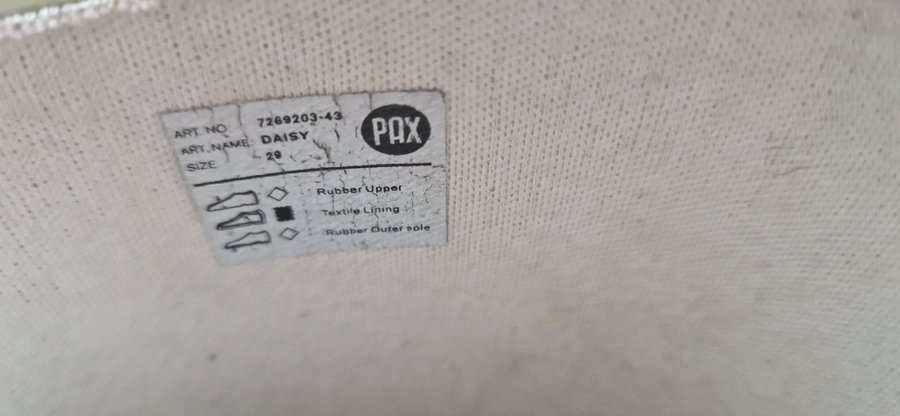 ART. NO. 7269203-43
ART. NAME: DAISY
SIZE 29
PAX
Rubber Upper
Textile Lining
Rubber Outer sole